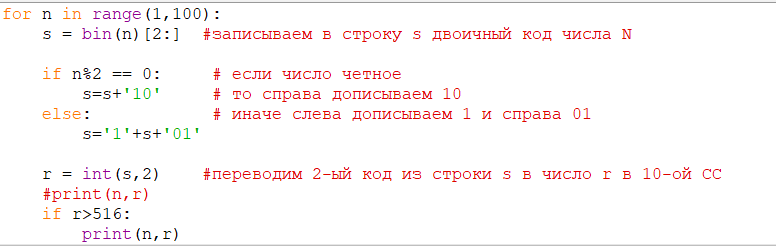 for n in range(1,100):
    s = bin(n)[2:]  #записываем в строку s двоичный код числа N
    if n%2 == 0:    # если число четное
        s=s+'10'    # то справа дописываем 10
    else:           # иначе слева дописываем 1 и справа 01
        s='1'+s+'01'
    r = int(s,2)    #переводим 2-ый код из строки s в число r в 10-ой СС
    #print(n,r)
    if r>516:
        print(n,r)